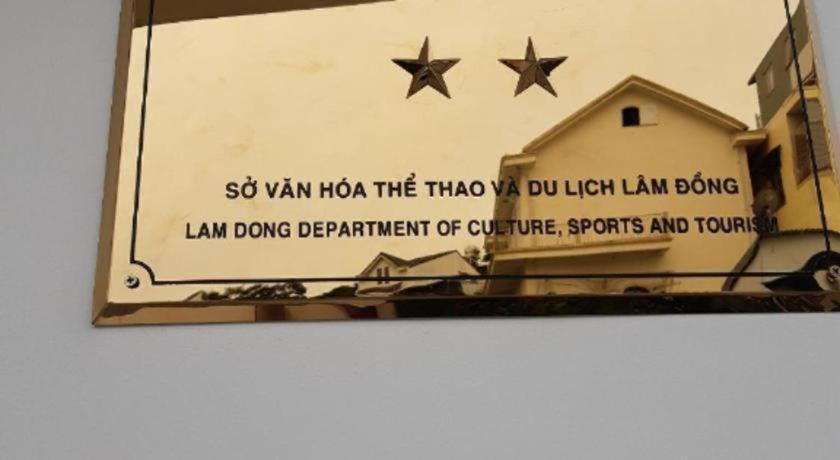 SỞ VĂN HÓA THỂ THAO VÀ DU LỊCH LÂM ĐỒNG
LAM DONG DEPARTMENT OF CULTURE, SPORTS AND TOURISM